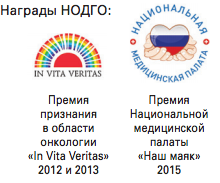 Награды НОДГО:
IN VITA VERITAS
НАЦИОНАЛЬНАЯ
МЕДИЦИНСКАЯ ПАЛАТА
Премия
признания
в области
онкологии
«In Vita Veritas»
2012 и 2013
Премия
Национальной
медицинской
палаты
«Наш маяк»
2015